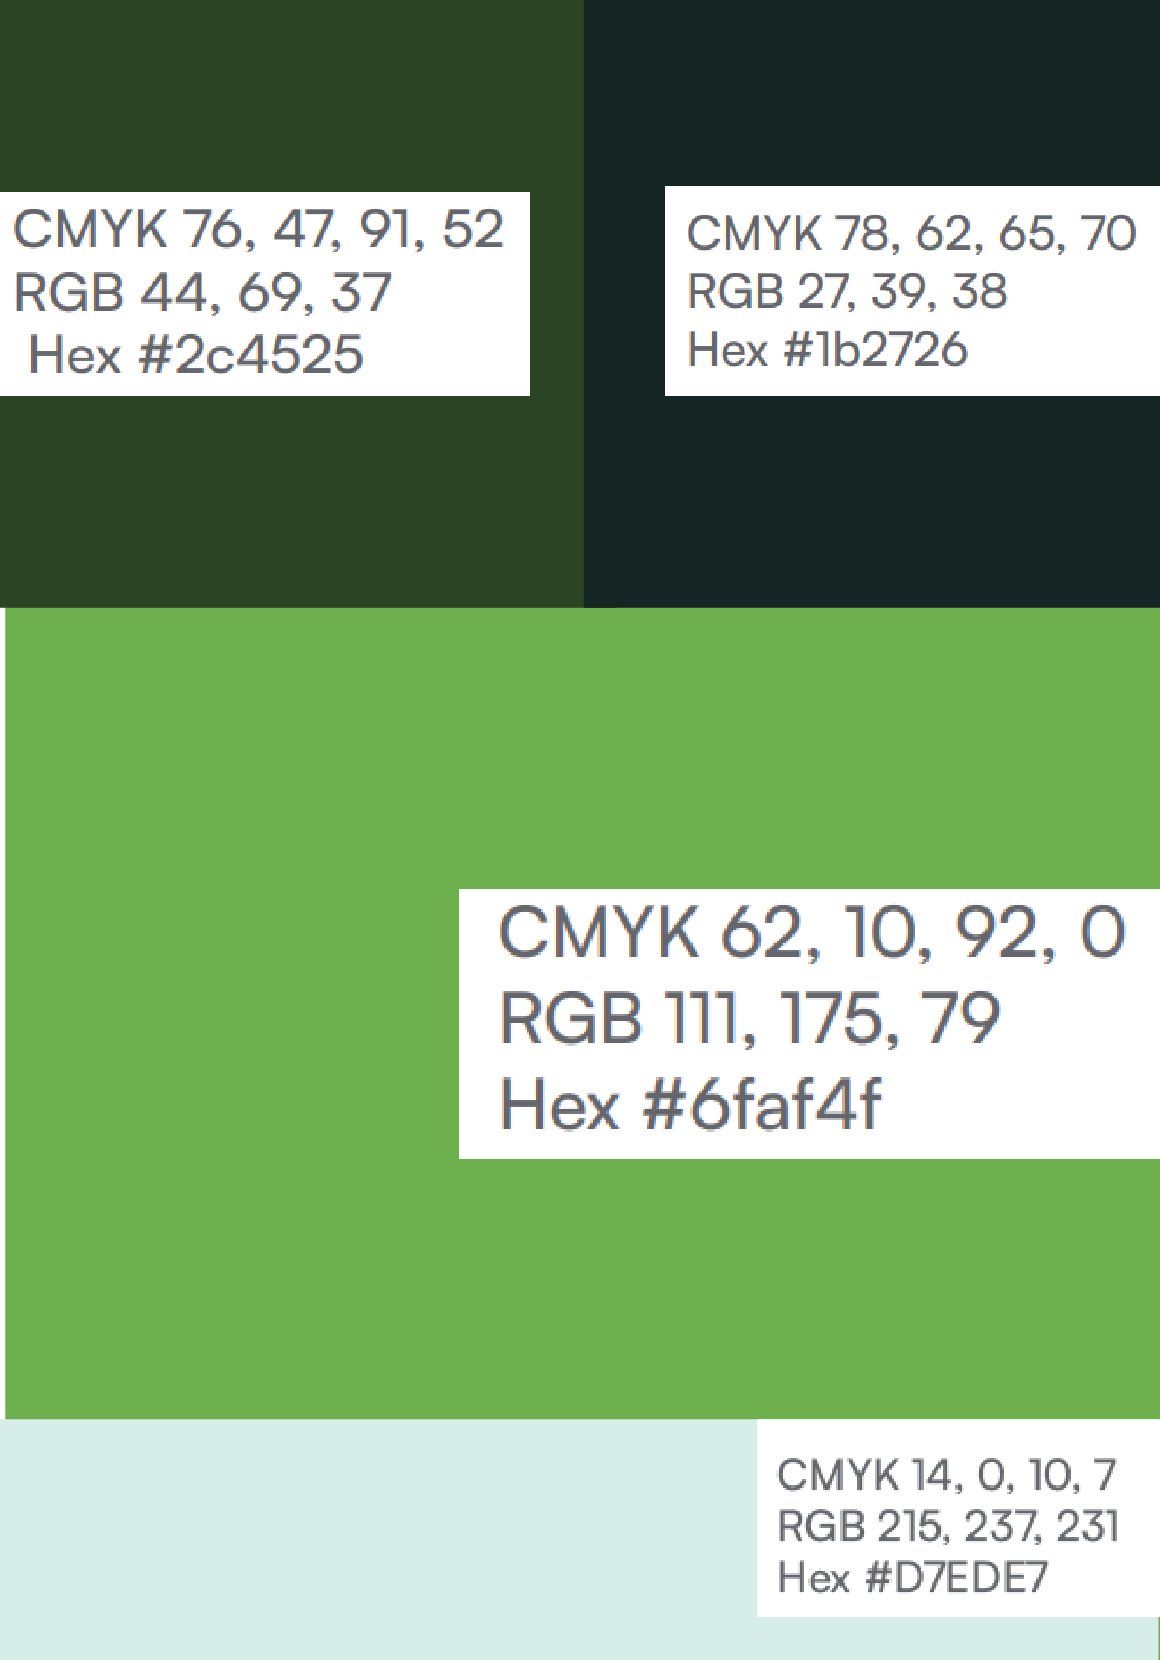 CMYK 76, 47, 91, 52
RGB 44, 69, 37
Hex #2c4525
CMYK 78, 62, 65, 70
RGB 27, 39, 38
Hex #1b2726
CMYK 62, 10, 92, 0
RGB 111, 175, 79
Hex #6faf4f
CMYK 14, 0, 10, 7
RGB 215, 237, 231
Hex #D7EDE7